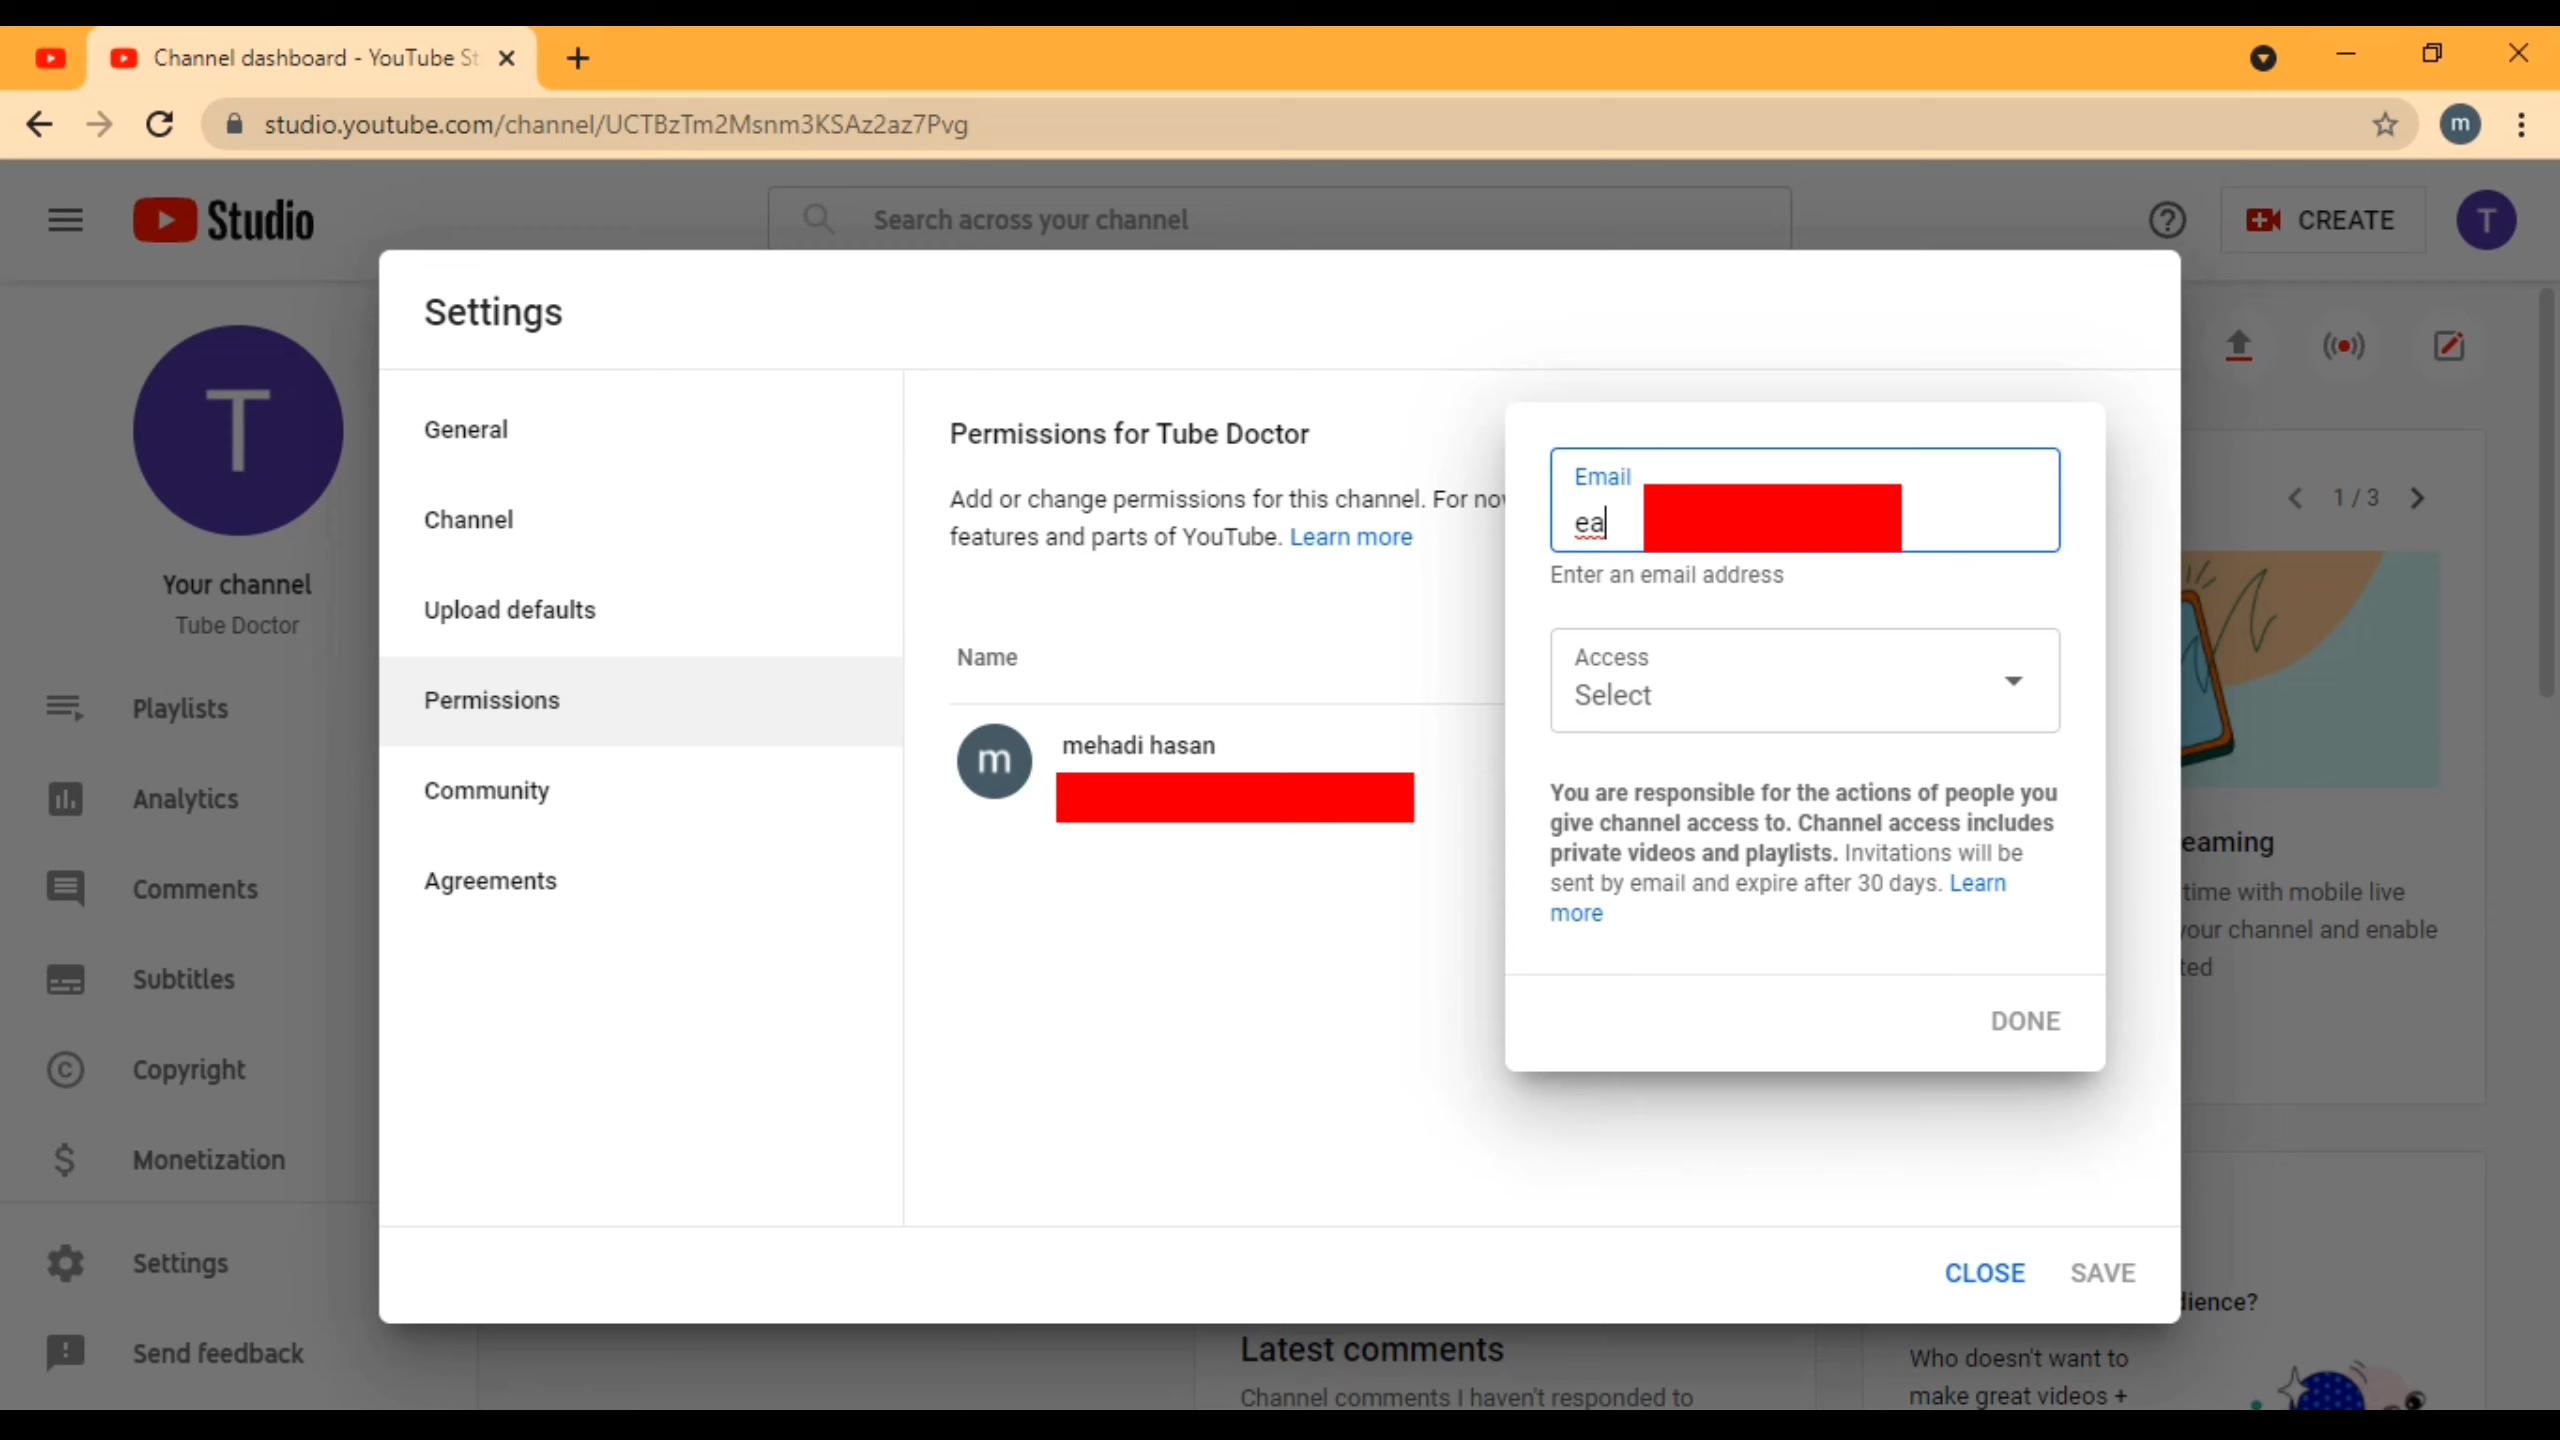 Channel dashboard - YouTube St
studio.youtube.com/channel/UCTBzTm2Msnm3KSAz2az7Pvg
m
Studio
Search across your channel
CREATE
T
Settings
T
Your channel
Tube Doctor
Playlists
Analytics
Comments
Subtitles
Copyright
Monetization
Settings
Send feedback
General
Channel
Upload defaults
Permissions
Community
Agreements
Permissions for Tube Doctor
Add or change permissions for this channel. For now
features and parts of YouTube. Learn more
Name
m
mehadi hasan
Email
ea
Enter an email address
Access
Select
You are responsible for the actions of people you
give channel access to. Channel access includes
private videos and playlists. Invitations will be
sent by email and expire after 30 days. Learn
more
DONE
CLOSE
SAVE
1 / 3
eaming
time with mobile live
your channel and enable
ted
Latest comments
Channel comments I haven't responded to
dience?
Who doesn't want to
make great videos +